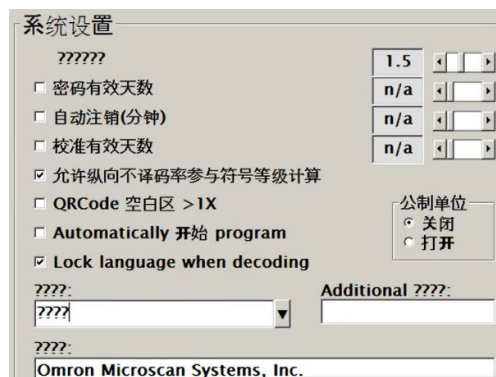 系统设置
?????? 1.5
密码有效天数 n/a
自动注销(分钟) n/a
校准有效天数 n/a
允许纵向不译码率参与符号等级计算
QRCode 空白区 >1X
公制单位
关闭
打开
Automatically 开始 program
Lock language when decoding
????: Additional ????:
????
????:
Omron Microscan Systems, Inc.